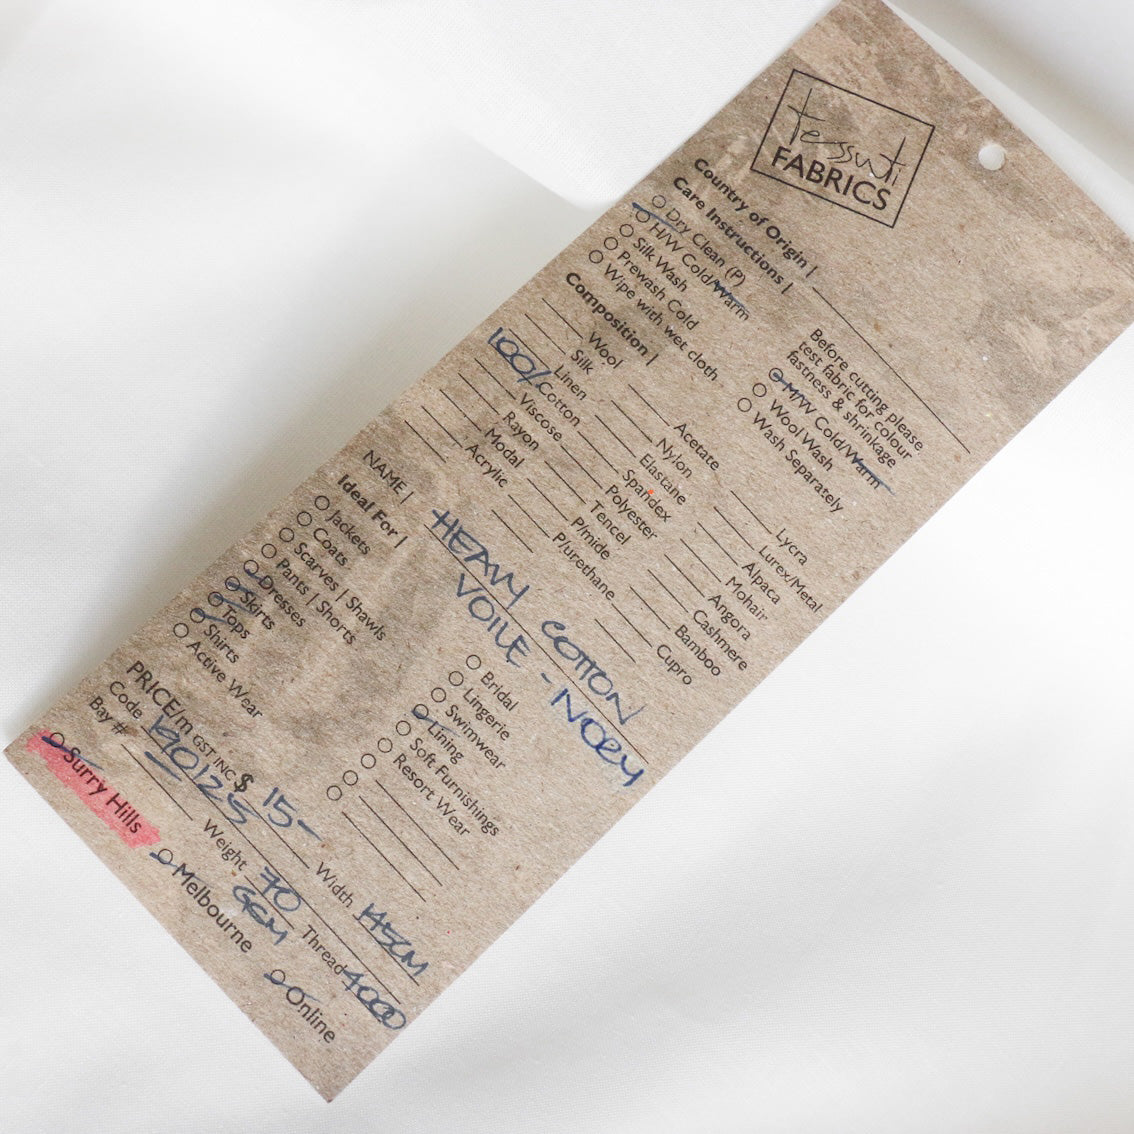 tessuti
FABRICS
Country of Origin |
Care Instructions |
Before cutting please
test fabric for colour
fastness & shrinkage
Dry Clean (P)
H/W Cold/Warm
Silk Wash
Prewash Cold
Wipe with wet cloth
M/W Cold/Warm
Wool Wash
Wash Separately
Composition |
Wool
Silk
Linen
100% Cotton
Viscose
Rayon
Modal
Acrylic
Acetate
Nylon
Elastane
Spandex
Polyester
Tencel
P/mide
P/urethane
Lycra
Lurex/Metal
Alpaca
Mohair
Angora
Cashmere
Bamboo
Cupro
NAME | HEAVY COTTON
VOILE - IVORY
Ideal For |
Jackets
Coats
Scarves | Shawls
Pants | Shorts
Dresses
Skirts
Tops
Shirts
Active Wear
Bridal
Lingerie
Swimwear
Lining
Soft Furnishings
Resort Wear
PRICE/m GST INC $ 15-
Width 145CM
Code 190125
Weight 70 GSM
Thread 4000
Bay #
Surry Hills
Melbourne
Online